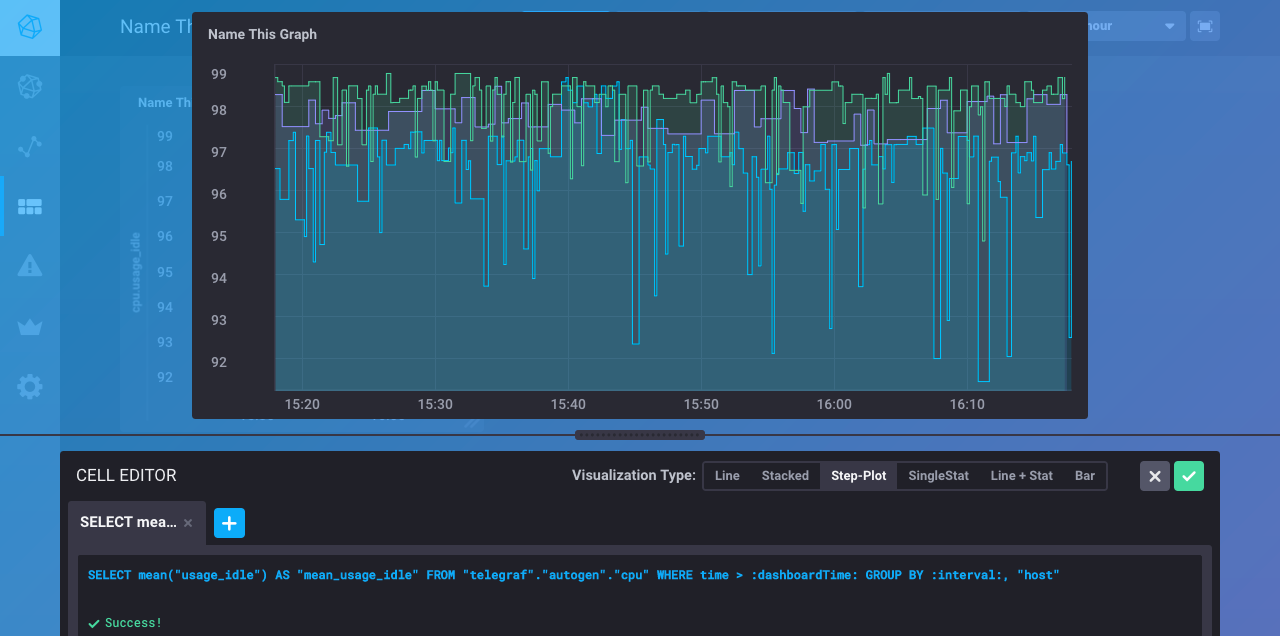 Name Th
hour
Name This Graph
Name Th
99
98
97
96
95
94
93
92
cpu.usage_idle
99
98
97
96
95
94
93
92
15:20
15:30
15:40
15:50
16:00
16:10
CELL EDITOR
Visualization Type: Line Stacked Step-Plot SingleStat Line + Stat Bar
SELECT mea...
SELECT mean("usage_idle") AS "mean_usage_idle" FROM "telegraf"."autogen"."cpu" WHERE time > :dashboardTime: GROUP BY :interval:, "host"
Success!